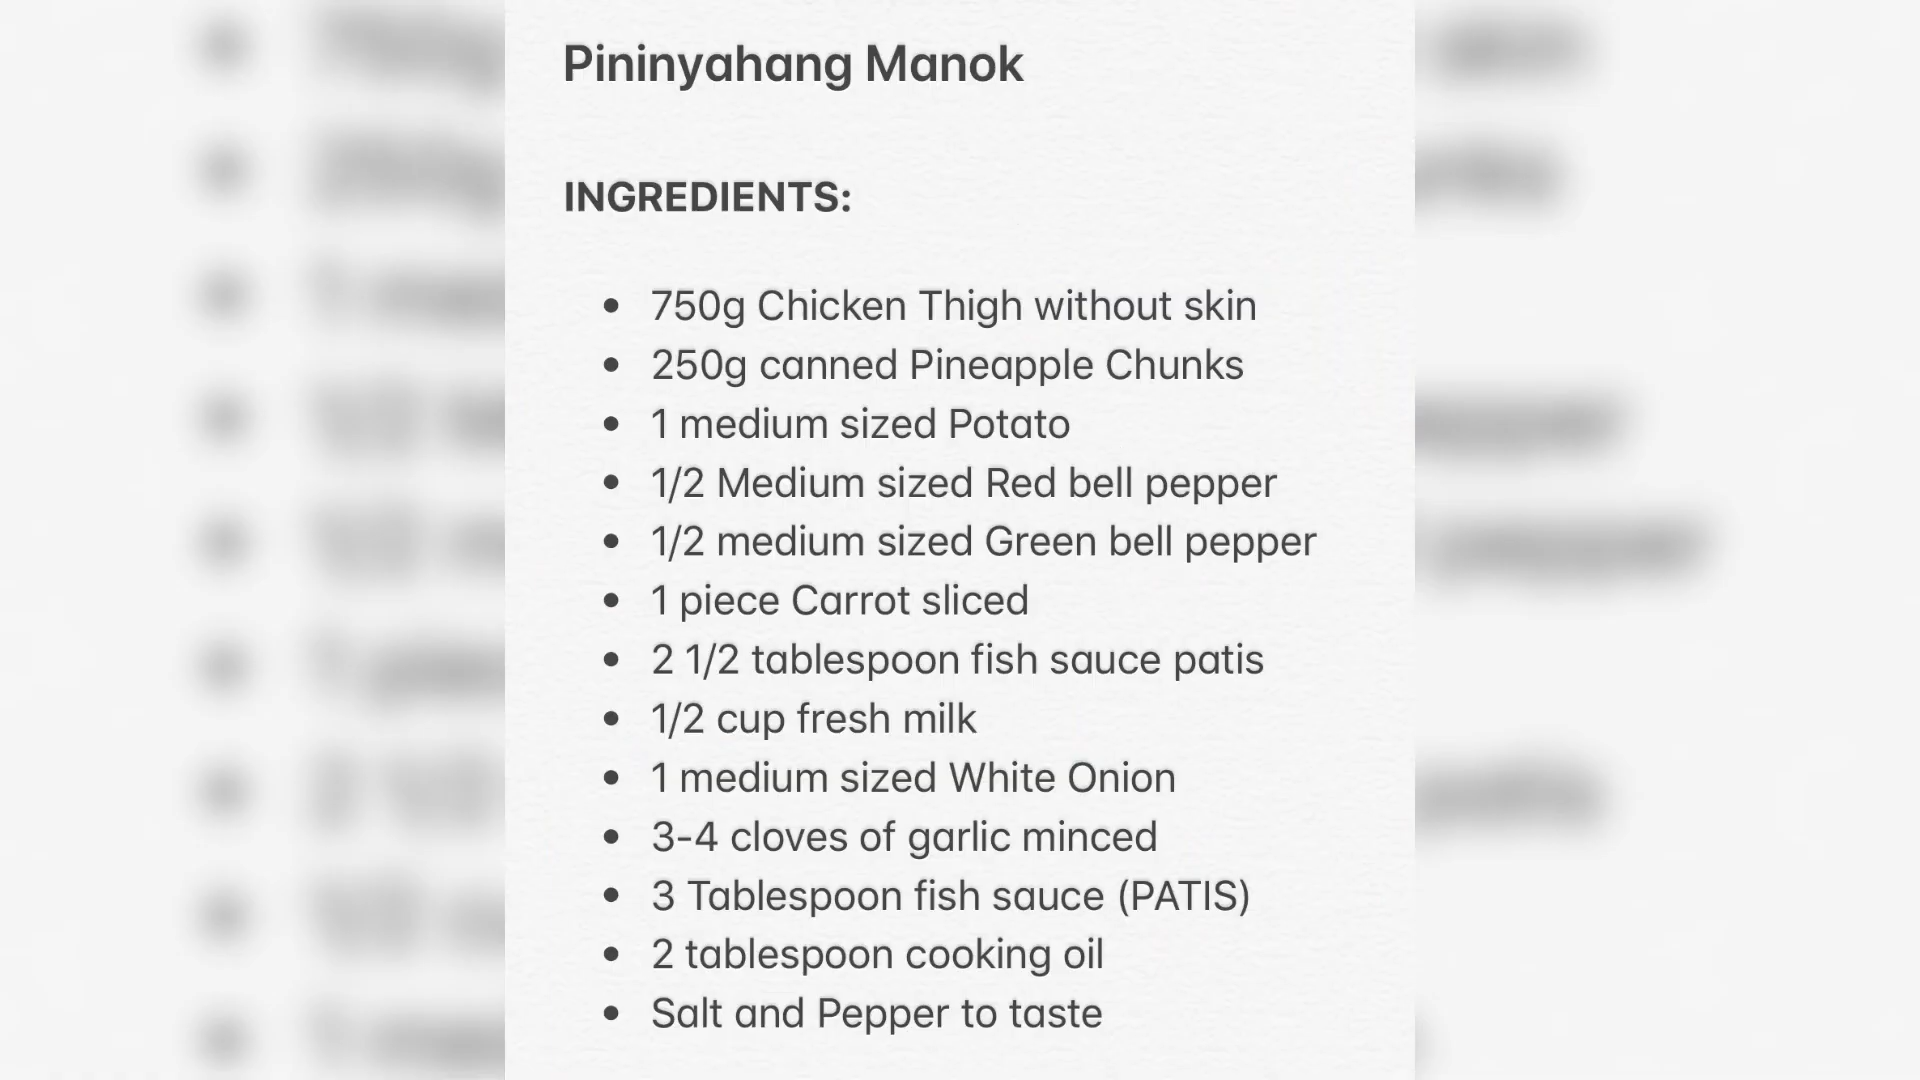 Pininyahang Manok
INGREDIENTS:
• 750g Chicken Thigh without skin
• 250g canned Pineapple Chunks
• 1 medium sized Potato
• 1/2 Medium sized Red bell pepper
• 1/2 medium sized Green bell pepper
• 1 piece Carrot sliced
• 2 1/2 tablespoon fish sauce patis
• 1/2 cup fresh milk
• 1 medium sized White Onion
• 3-4 cloves of garlic minced
• 3 Tablespoon fish sauce (PATIS)
• 2 tablespoon cooking oil
• Salt and Pepper to taste